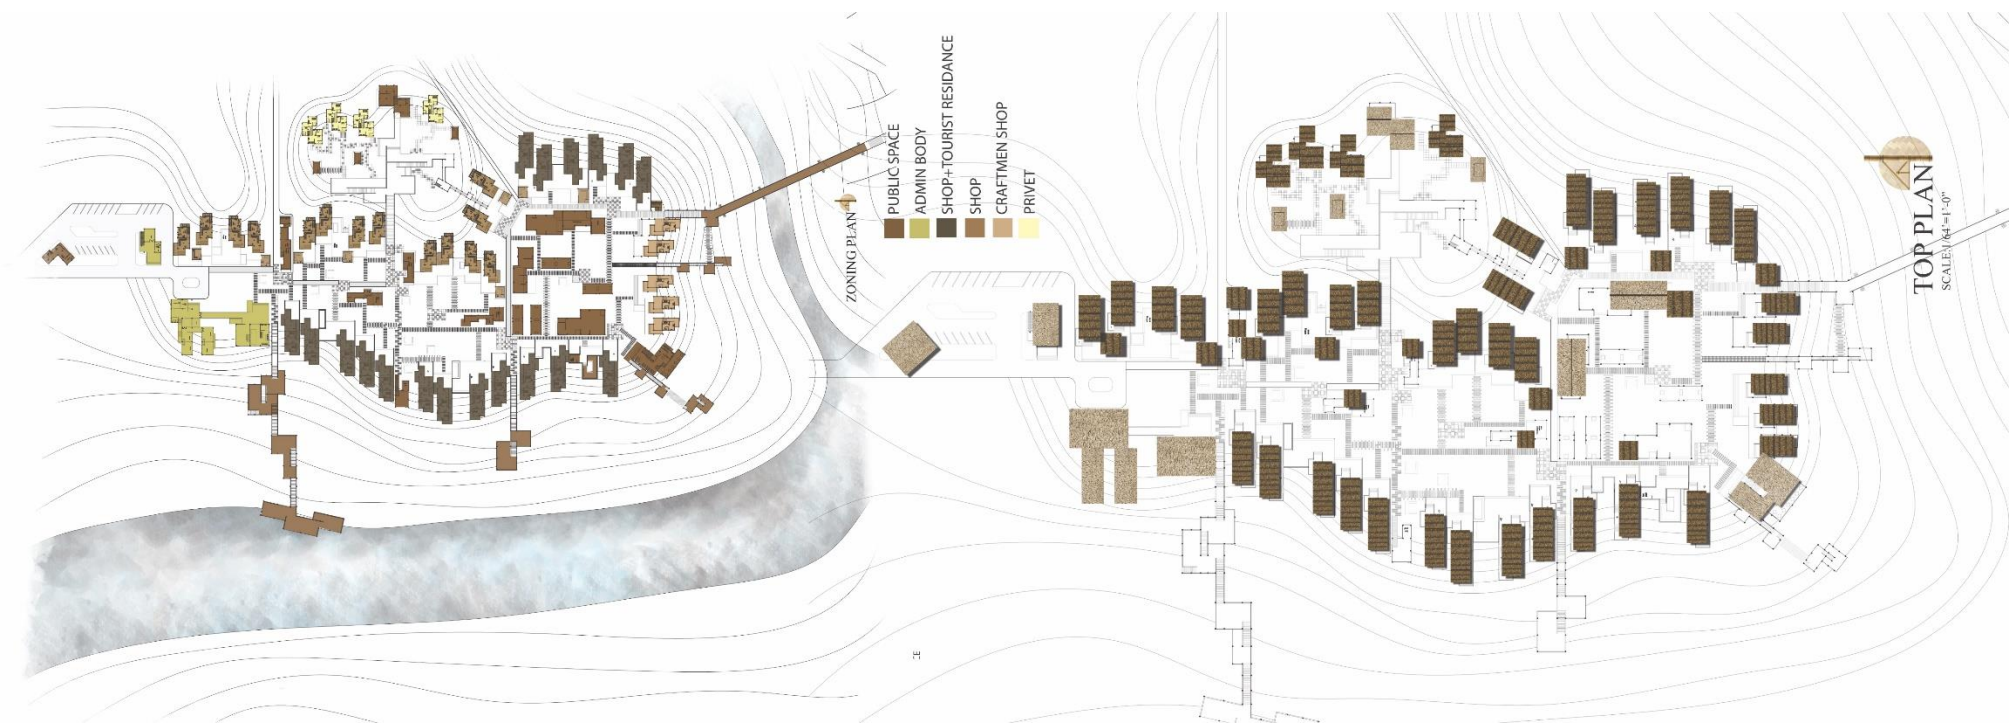 ZONING PLAN
PUBLIC SPACE
ADMIN BODY
SHOP+TOURIST RESIDANCE
SHOP
CRAFTMEN SHOP
PRIVET
TOP PLAN
SCALE:1/64"=1'-0"
CE